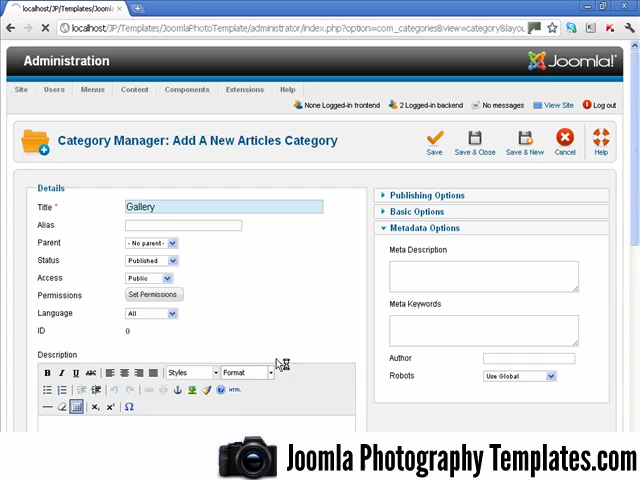 localhost/JP/Templates/Joomla
localhost/JP/Templates/JoomlaPhotoTemplate/administrator/index.php?option=com_categories&view=category&layou
Administration
Joomla!
Site Users Menus Content Components Extensions Help
None Logged-in frontend 2 Logged-in backend No messages View Site Log out
Category Manager: Add A New Articles Category
Save Save & Close Save & New Cancel Help
Details
Title * Gallery
Alias
Parent - No parent -
Status Published
Access Public
Permissions Set Permissions
Language All
ID 0
Description
B I U ABC Styles Format
HTML
Publishing Options
Basic Options
Metadata Options
Meta Description
Meta Keywords
Author
Robots Use Global
Joomla Photography Templates.com